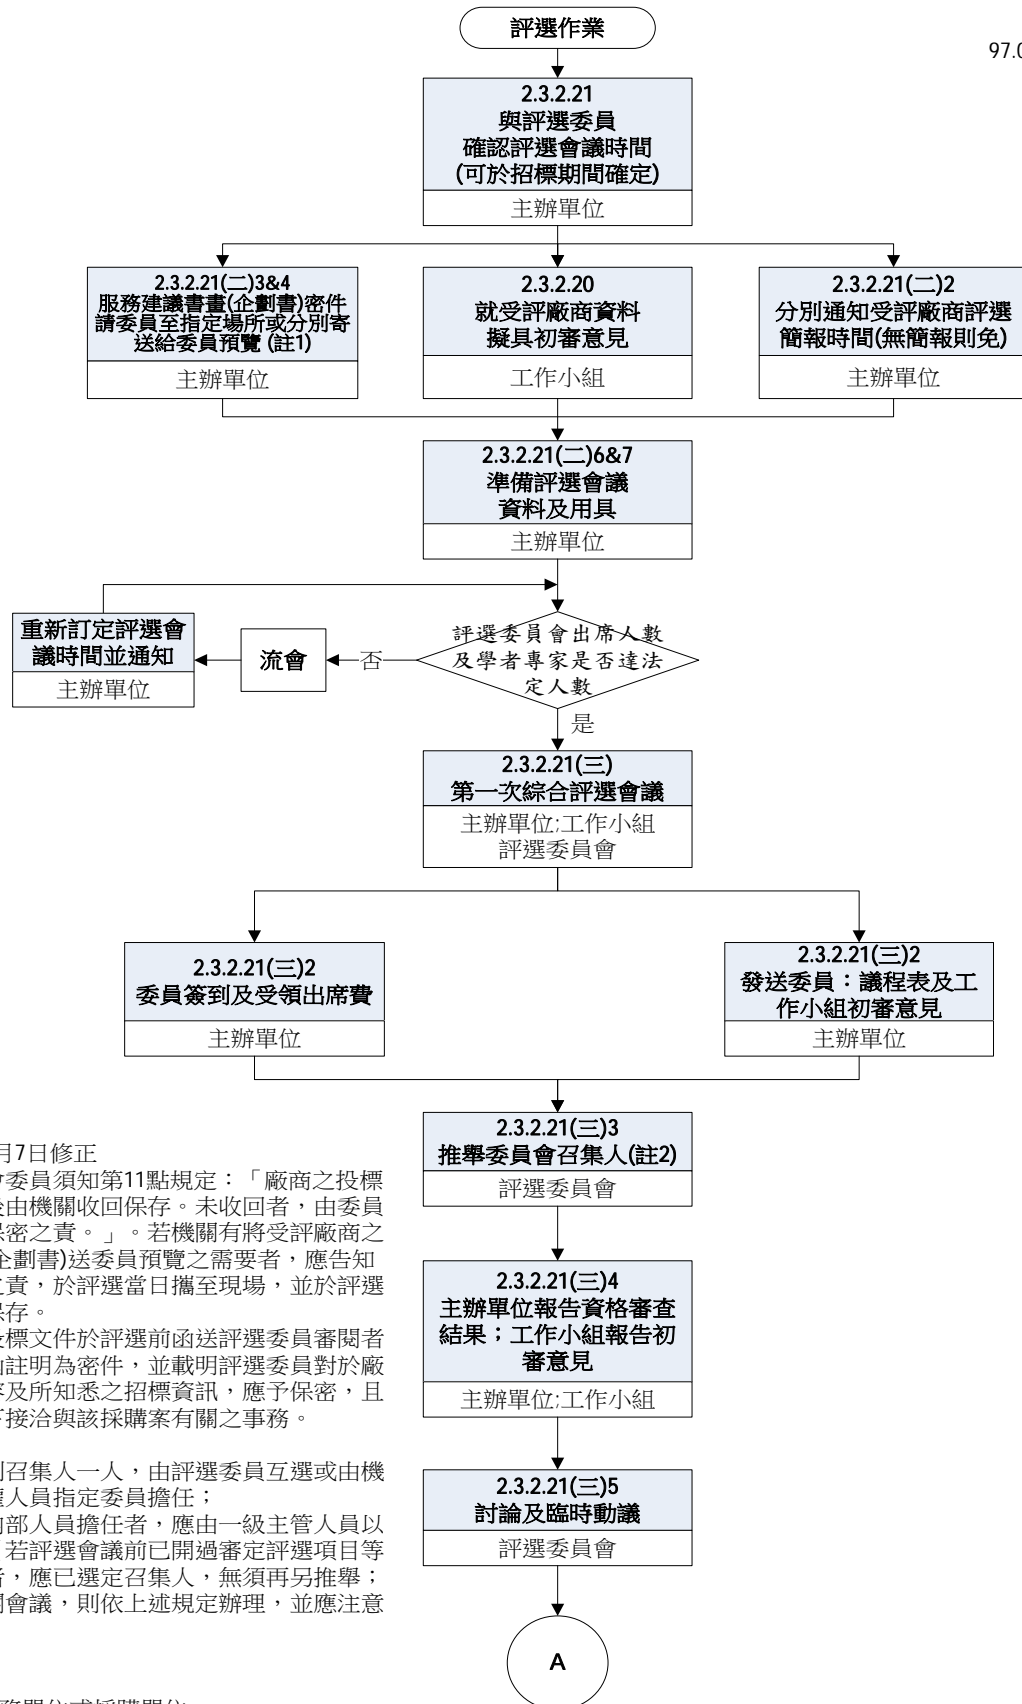 評選作業
97.0
2.3.2.21
與評選委員
確認評選會議時間
(可於招標期間確定)
主辦單位
2.3.2.21(二)3&4
服務建議書畫(企劃書)密件
請委員至指定場所或分別寄
送給委員預覽 (註1)
主辦單位
2.3.2.20
就受評廠商資料
擬具初審意見
工作小組
2.3.2.21(二)2
分別通知受評廠商評選
簡報時間(無簡報則免)
主辦單位
2.3.2.21(二)6&7
準備評選會議
資料及用具
主辦單位
重新訂定評選會
議時間並通知
主辦單位
流會
否
評選委員會出席人數
及學者專家是否達法
定人數
是
2.3.2.21(三)
第一次綜合評選會議
主辦單位;工作小組
評選委員會
2.3.2.21(三)2
委員簽到及受領出席費
主辦單位
2.3.2.21(三)2
發送委員：議程表及工
作小組初審意見
主辦單位
2.3.2.21(三)3
推舉委員會召集人(註2)
評選委員會
月7日修正
會委員須知第11點規定：「廠商之投標
後由機關收回保存。未收回者，由委員
保密之責。」。若機關有將受評廠商之
企劃書)送委員預覽之需要者，應告知
之責，於評選當日攜至現場，並於評選
保存。
投標文件於評選前函送評選委員審閱者
函註明為密件，並載明評選委員對於廠
容及所知悉之招標資訊，應予保密，且
下接洽與該採購案有關之事務。
2.3.2.21(三)4
主辦單位報告資格審查
結果；工作小組報告初
審意見
主辦單位;工作小組
召集人一人，由評選委員互選或由機
權人員指定委員擔任；
內部人員擔任者，應由一級主管人員以
若評選會議前已開過審定評選項目等
者，應已選定召集人，無須再另推舉；
開會議，則依上述規定辦理，並應注意
2.3.2.21(三)5
討論及臨時動議
評選委員會
A
務單位或採購單位